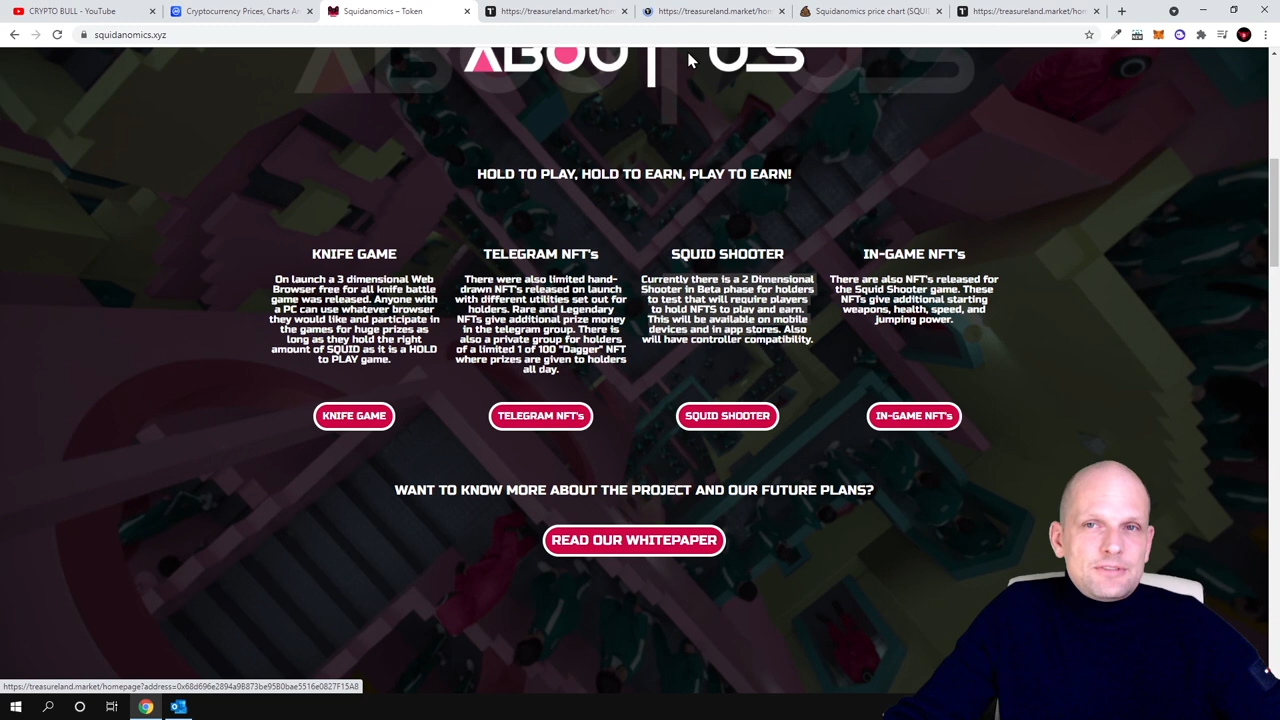 CRYPTO BULL - YouTube
Cryptocurrency Prices, Charts An
Squidanomics – Token
https://treasureland.market/hom
https://treasureland.market/hom
Squidanomics price chart (SQUI
https://treasureland.market/hom
squidanomics.xyz
ABOUT US
HOLD TO PLAY, HOLD TO EARN, PLAY TO EARN!
KNIFE GAME
On launch a 3 dimensional Web
Browser free for all knife battle
game was released. Anyone with
a PC can use whatever browser
they would like and participate in
the games for huge prizes as
long as they hold the right
amount of SQUID as it is a HOLD
to PLAY game.
KNIFE GAME
TELEGRAM NFT's
There were also limited hand-
drawn NFT's released on launch
with different utilities set out for
holders. Rare and Legendary
NFTs give additional prize money
in the telegram group. There is
also a private group for holders
of a limited 1 of 100 "Dagger" NFT
where prizes are given to holders
all day.
TELEGRAM NFT's
SQUID SHOOTER
Currently there is a 2 Dimensional
Shooter in Beta phase for holders
to test that will require players
to hold NFTS to play and earn.
This will be available on mobile
devices and in app stores. Also
will have controller compatibility.
SQUID SHOOTER
IN-GAME NFT's
There are also NFT's released for
the Squid Shooter game. These
NFTs give additional starting
weapons, health, speed, and
jumping power.
IN-GAME NFT's
WANT TO KNOW MORE ABOUT THE PROJECT AND OUR FUTURE PLANS?
READ OUR WHITEPAPER
https://treasureland.market/homepage?address=0x68d696e2894a9B873be95B0bae5516e0827F15A8